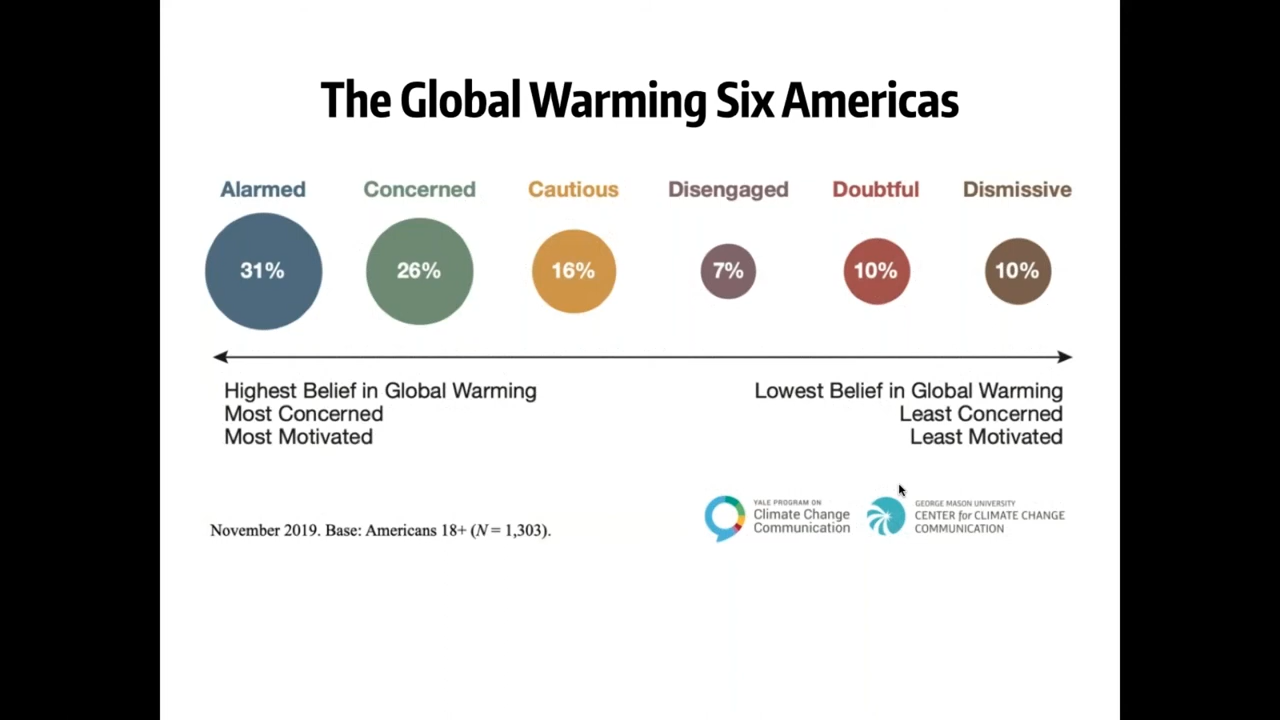 The Global Warming Six Americas
Alarmed Concerned Cautious Disengaged Doubtful Dismissive
31% 26% 16% 7% 10% 10%
Highest Belief in Global Warming
Most Concerned
Most Motivated
Lowest Belief in Global Warming
Least Concerned
Least Motivated
November 2019. Base: Americans 18+ (N = 1,303).
YALE PROGRAM ON
Climate Change
Communication
GEORGE MASON UNIVERSITY
CENTER for CLIMATE CHANGE
COMMUNICATION